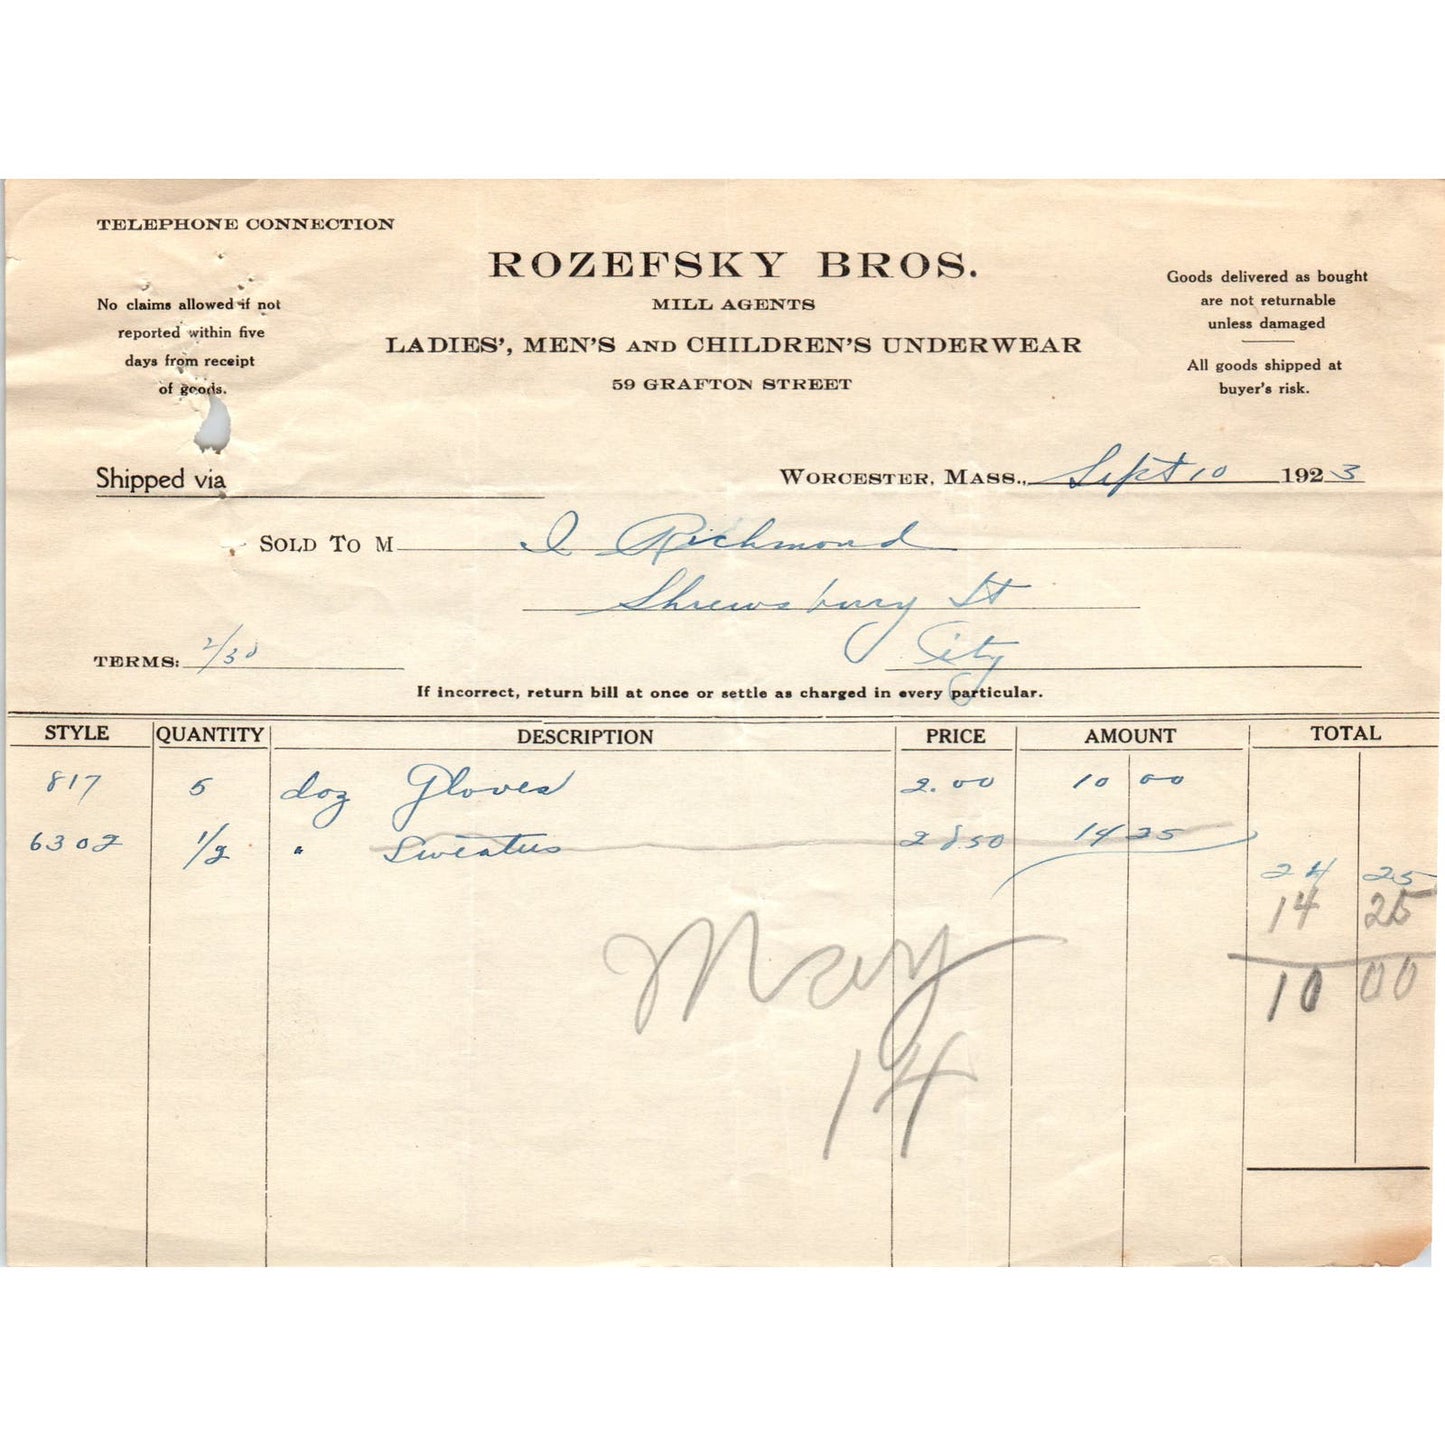 TELEPHONE CONNECTION
ROZEFSKY BROS.
MILL AGENTS
LADIES', MEN'S AND CHILDREN'S UNDERWEAR
59 GRAFTON STREET
No claims allowed if not
reported within five
days from receipt
of goods.
Goods delivered as bought
are not returnable
unless damaged
All goods shipped at
buyer's risk.
Shipped via
WORCESTER, MASS., Sept 10 1923
SOLD TO M I Richmond
Shrewsbury St
City
TERMS: 2/30
If incorrect, return bill at once or settle as charged in every particular.
STYLE QUANTITY DESCRIPTION PRICE AMOUNT TOTAL
817 5 doz Gloves 2.00 10 00
6302 1/2 " Sweaters 28.50 14 25
24 25
14 25
10 00
May
14